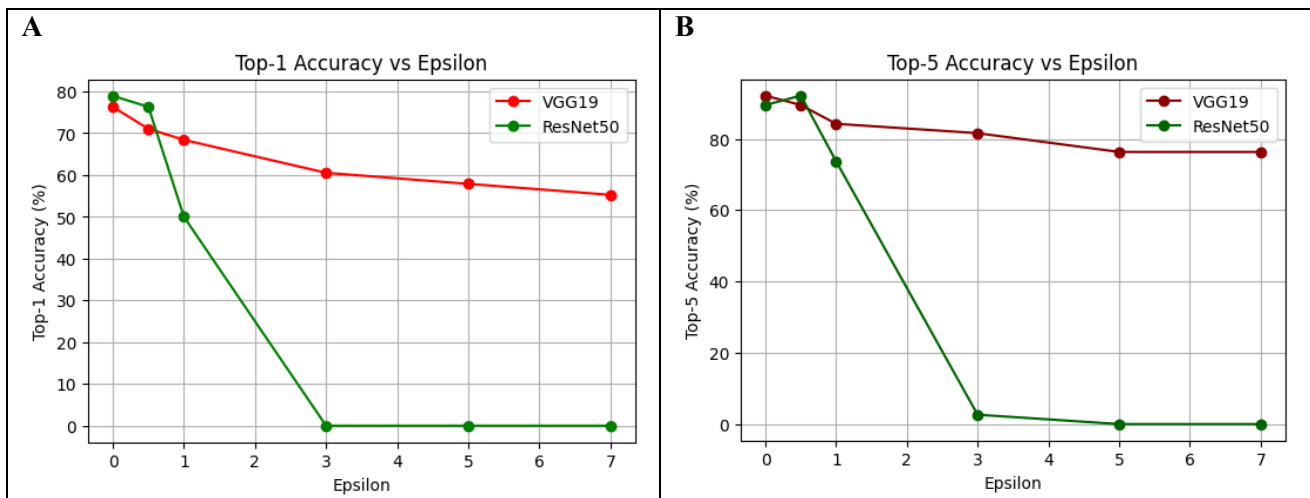 A
Top-1 Accuracy vs Epsilon
Top-1 Accuracy (%)
80
70
60
50
40
30
20
10
0
0 1 2 3 4 5 6 7
Epsilon
VGG19
ResNet50
B
Top-5 Accuracy vs Epsilon
Top-5 Accuracy (%)
80
60
40
20
0
0 1 2 3 4 5 6 7
Epsilon
VGG19
ResNet50